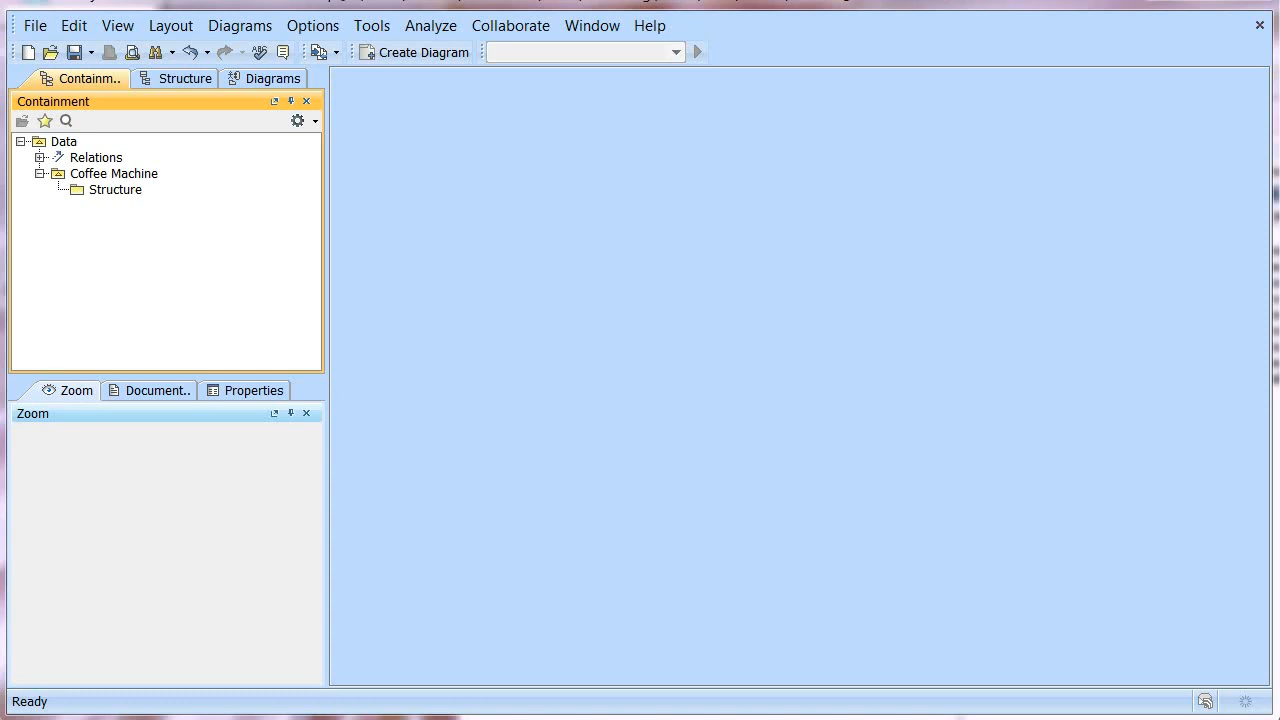 File Edit View Layout Diagrams Options Tools Analyze Collaborate Window Help
Create Diagram
Containm.. Structure Diagrams
Containment
Data
Relations
Coffee Machine
Structure
Zoom Document.. Properties
Zoom
Ready